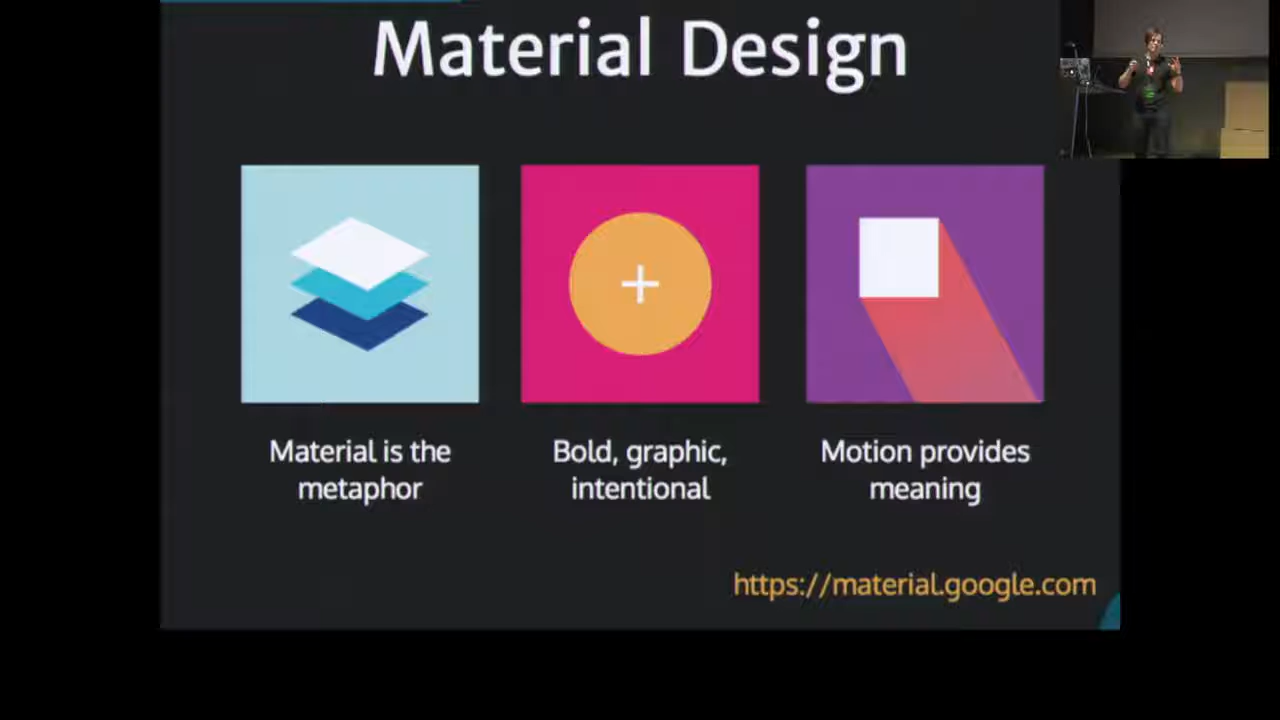 Material Design
Material is the
metaphor
Bold, graphic,
intentional
Motion provides
meaning
https://material.google.com